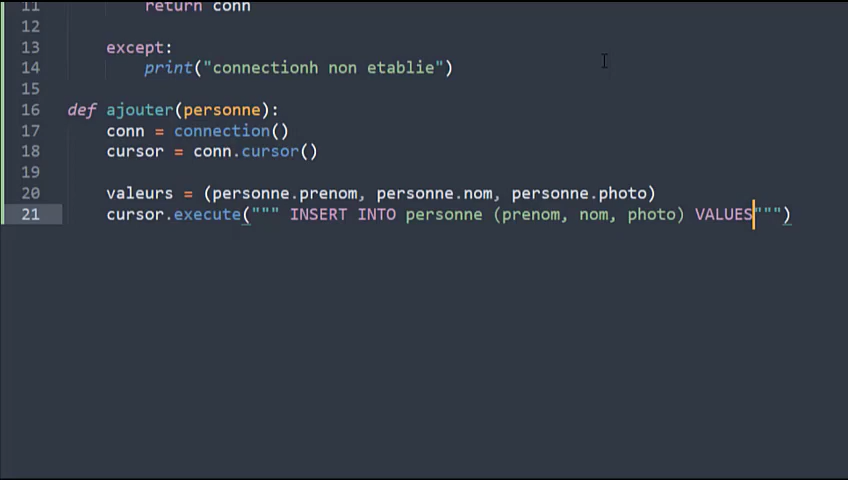 11 return conn
12
13 except:
14 print("connectionh non etablie")
15
16 def ajouter(personne):
17 conn = connection()
18 cursor = conn.cursor()
19
20 valeurs = (personne.prenom, personne.nom, personne.photo)
21 cursor.execute(""" INSERT INTO personne (prenom, nom, photo) VALUES""")